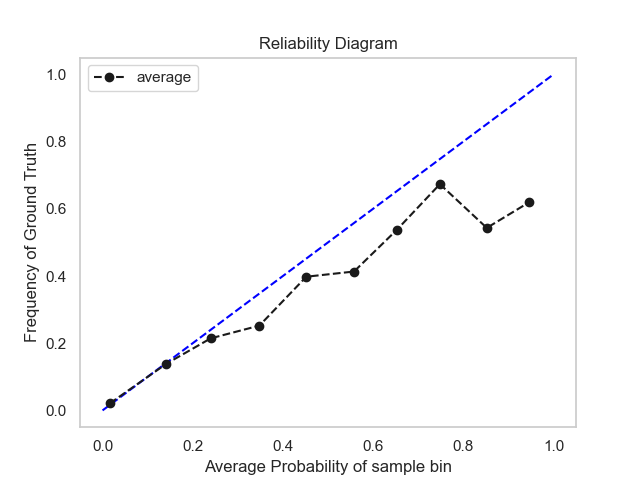 Reliability Diagram
average
Frequency of Ground Truth
1.0
0.8
0.6
0.4
0.2
0.0
0.0 0.2 0.4 0.6 0.8 1.0
Average Probability of sample bin